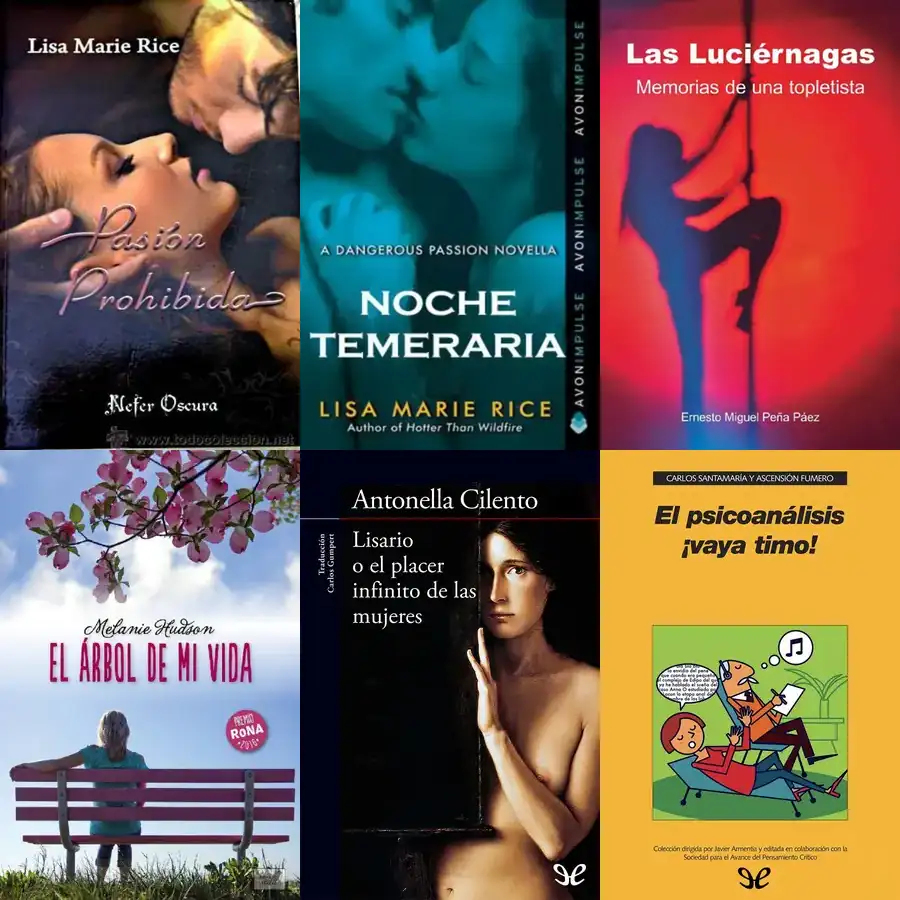 Lisa Marie Rice
Pasión
Prohibida
Nefer Oscura
www.todocoleccion.net
A DANGEROUS PASSION NOVELLA
NOCHE
TEMERARIA
LISA MARIE RICE
Author of Hotter Than Wildfire
AVONIMPULSE AVONIMPULSE AVONIMPULSE AVONIMPULSE
Las Luciérnagas
Memorias de una topletista
Ernesto Miguel Peña Páez
Melanie Hudson
EL ÁRBOL DE MI VIDA
PREMIO
RONA
2016
Antonella Cilento
Traducción
Carlos Gumpert
Lisario
o el placer
infinito de las
mujeres
CARLOS SANTAMARÍA Y ASCENSIÓN FUMERO
El psicoanálisis
¡vaya timo!
Colección dirigida por Javier Armentia y editada en colaboración con la
Sociedad para el Avance del Pensamiento Crítico